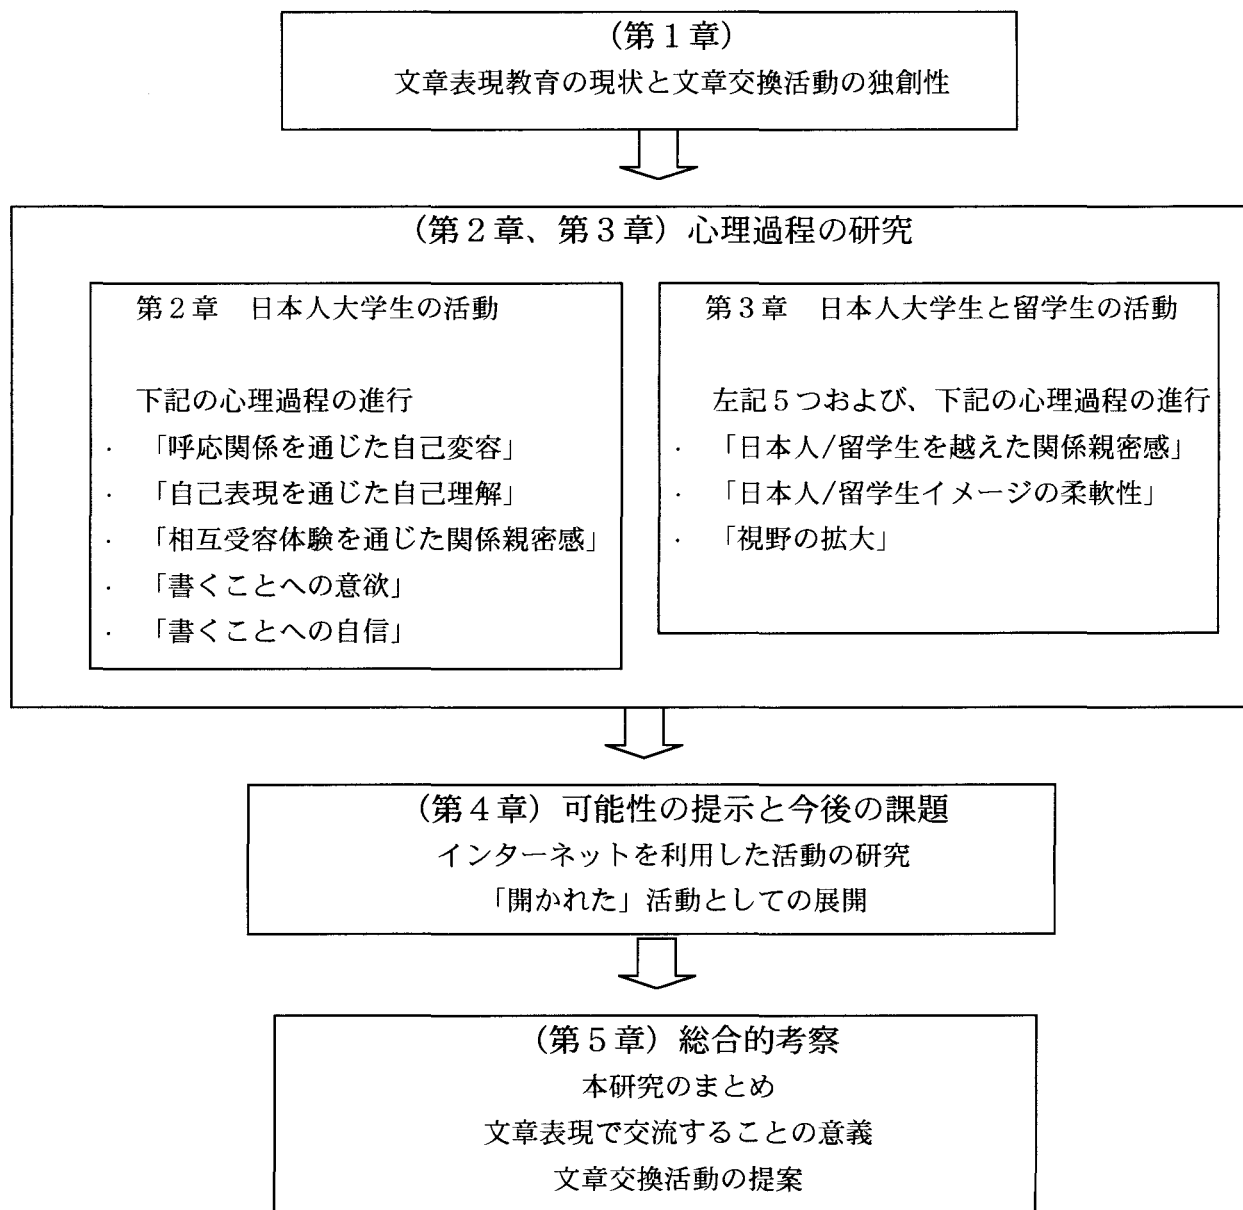 （第１章）
文章表現教育の現状と文章交換活動の独創性
（第２章、第３章）心理過程の研究
第２章　日本人大学生の活動
下記の心理過程の進行
・「呼応関係を通じた自己変容」
・「自己表現を通じた自己理解」
・「相互受容体験を通じた関係親密感」
・「書くことへの意欲」
・「書くことへの自信」
第３章　日本人大学生と留学生の活動
左記５つおよび、下記の心理過程の進行
・「日本人/留学生を越えた関係親密感」
・「日本人/留学生イメージの柔軟性」
・「視野の拡大」
（第４章）可能性の提示と今後の課題
インターネットを利用した活動の研究
「開かれた」活動としての展開
（第５章）総合的考察
本研究のまとめ
文章表現で交流することの意義
文章交換活動の提案